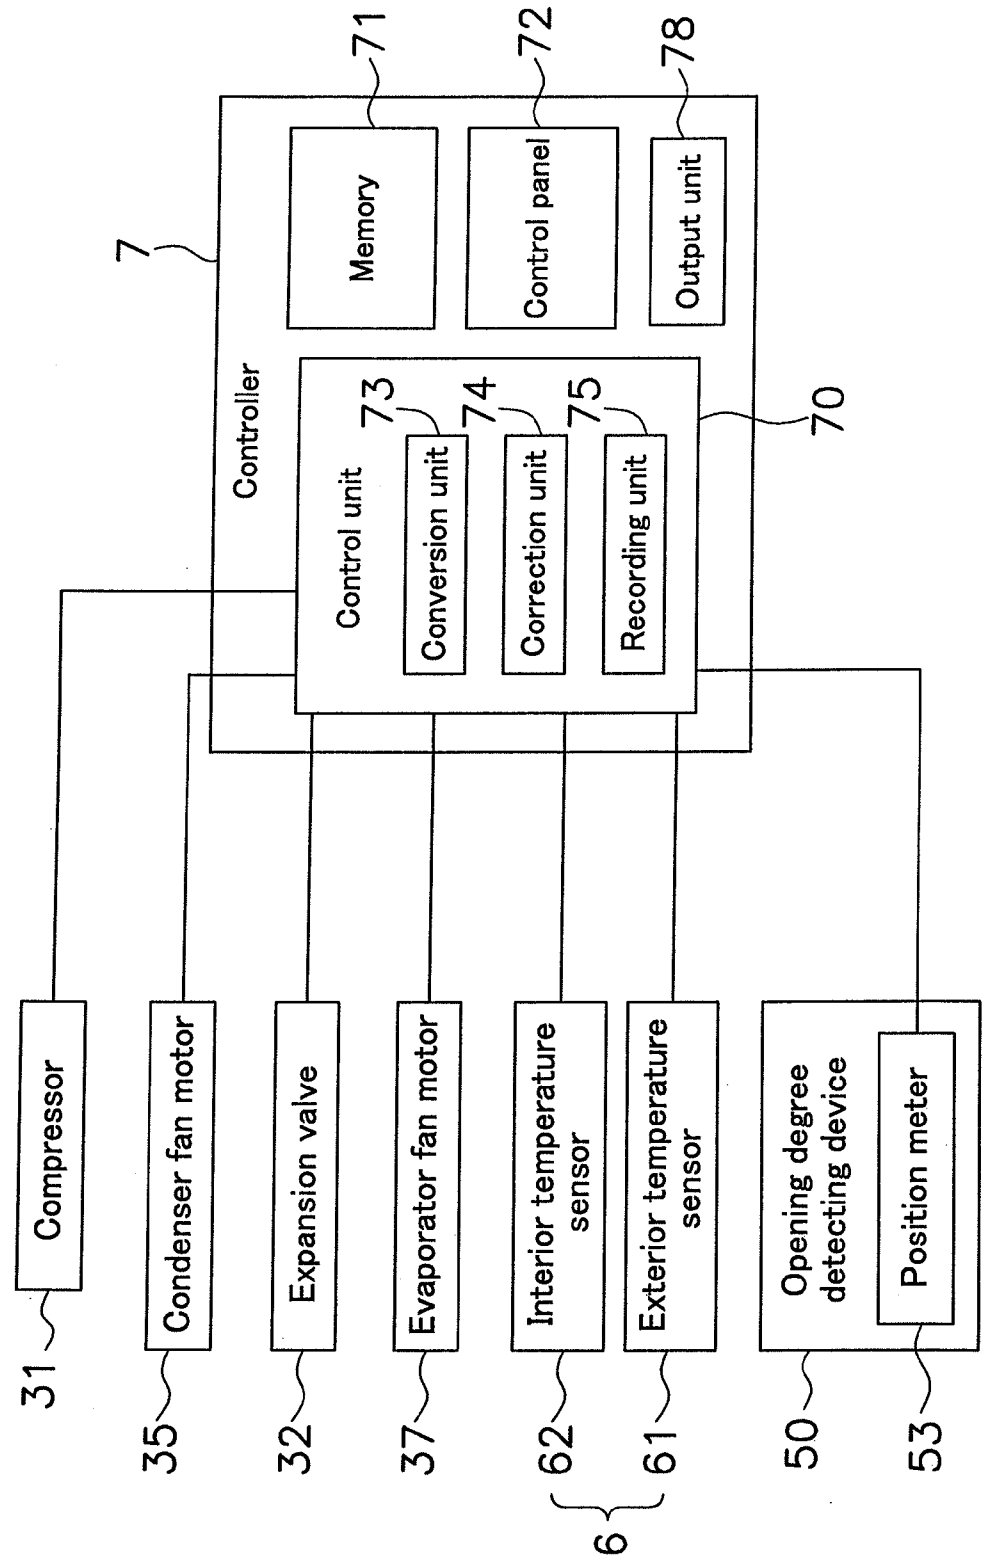 31
Compressor
35
Condenser fan motor
32
Expansion valve
37
Evaporator fan motor
62
Interior temperature
sensor
6
61
Exterior temperature
sensor
50
Opening degree
detecting device
53
Position meter
7
Controller
Control unit
73
Conversion unit
74
Correction unit
75
Recording unit
70
Memory
71
Control panel
72
Output unit
78